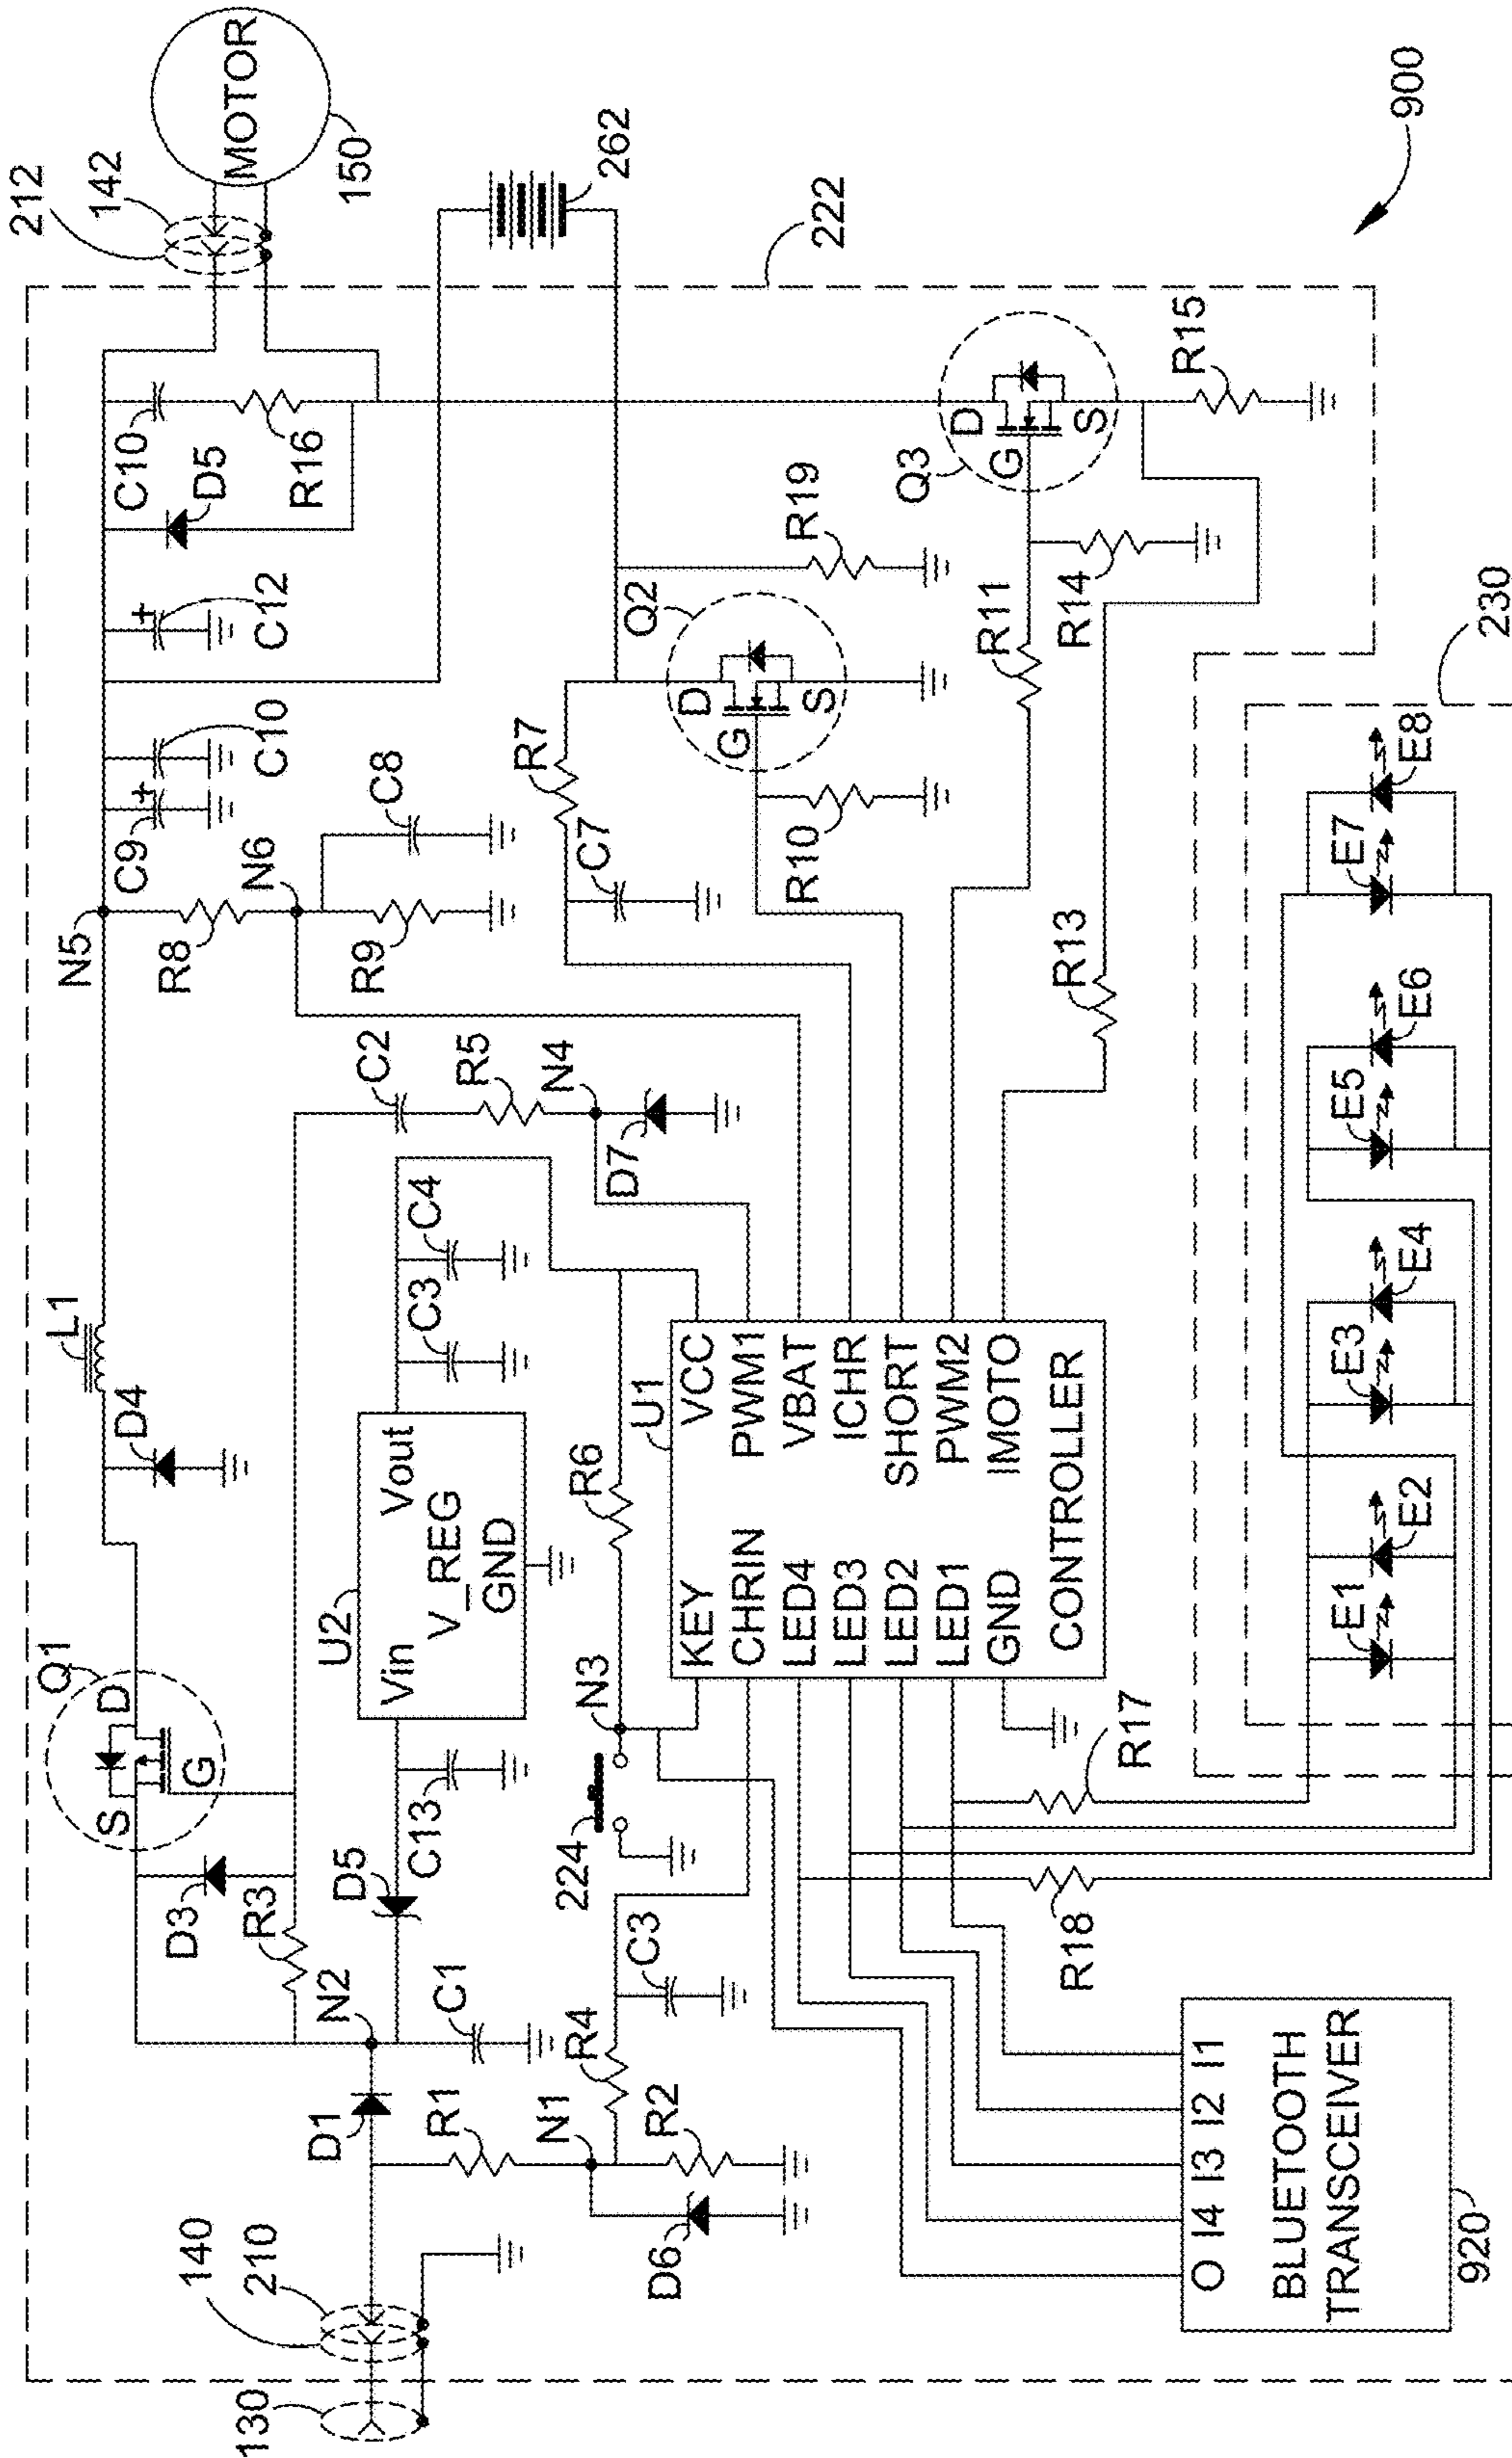 130
140
210
D1
R1
N1
R2
D6
R4
C3
N2
C1
R3
D3
S
D
G
Q1
D5
C13
U2
Vin
Vout
V_REG
GND
C3
C4
D4
L1
C2
R5
N4
D7
N5
R8
N6
R9
C8
C9
C10
C12
D5
C10
R16
212
142
MOTOR
150
262
222
224
N3
R6
U1
KEY
VCC
CHRIN
PWM1
LED4
VBAT
LED3
ICHR
LED2
SHORT
LED1
PWM2
GND
IMOTO
CONTROLLER
R7
C7
R10
Q2
D
G
S
R19
R11
R14
Q3
D
G
S
R15
R13
R17
R18
O
I4
I3
I2
I1
BLUETOOTH
TRANSCEIVER
920
E1
E2
E3
E4
E5
E6
E7
E8
230
900